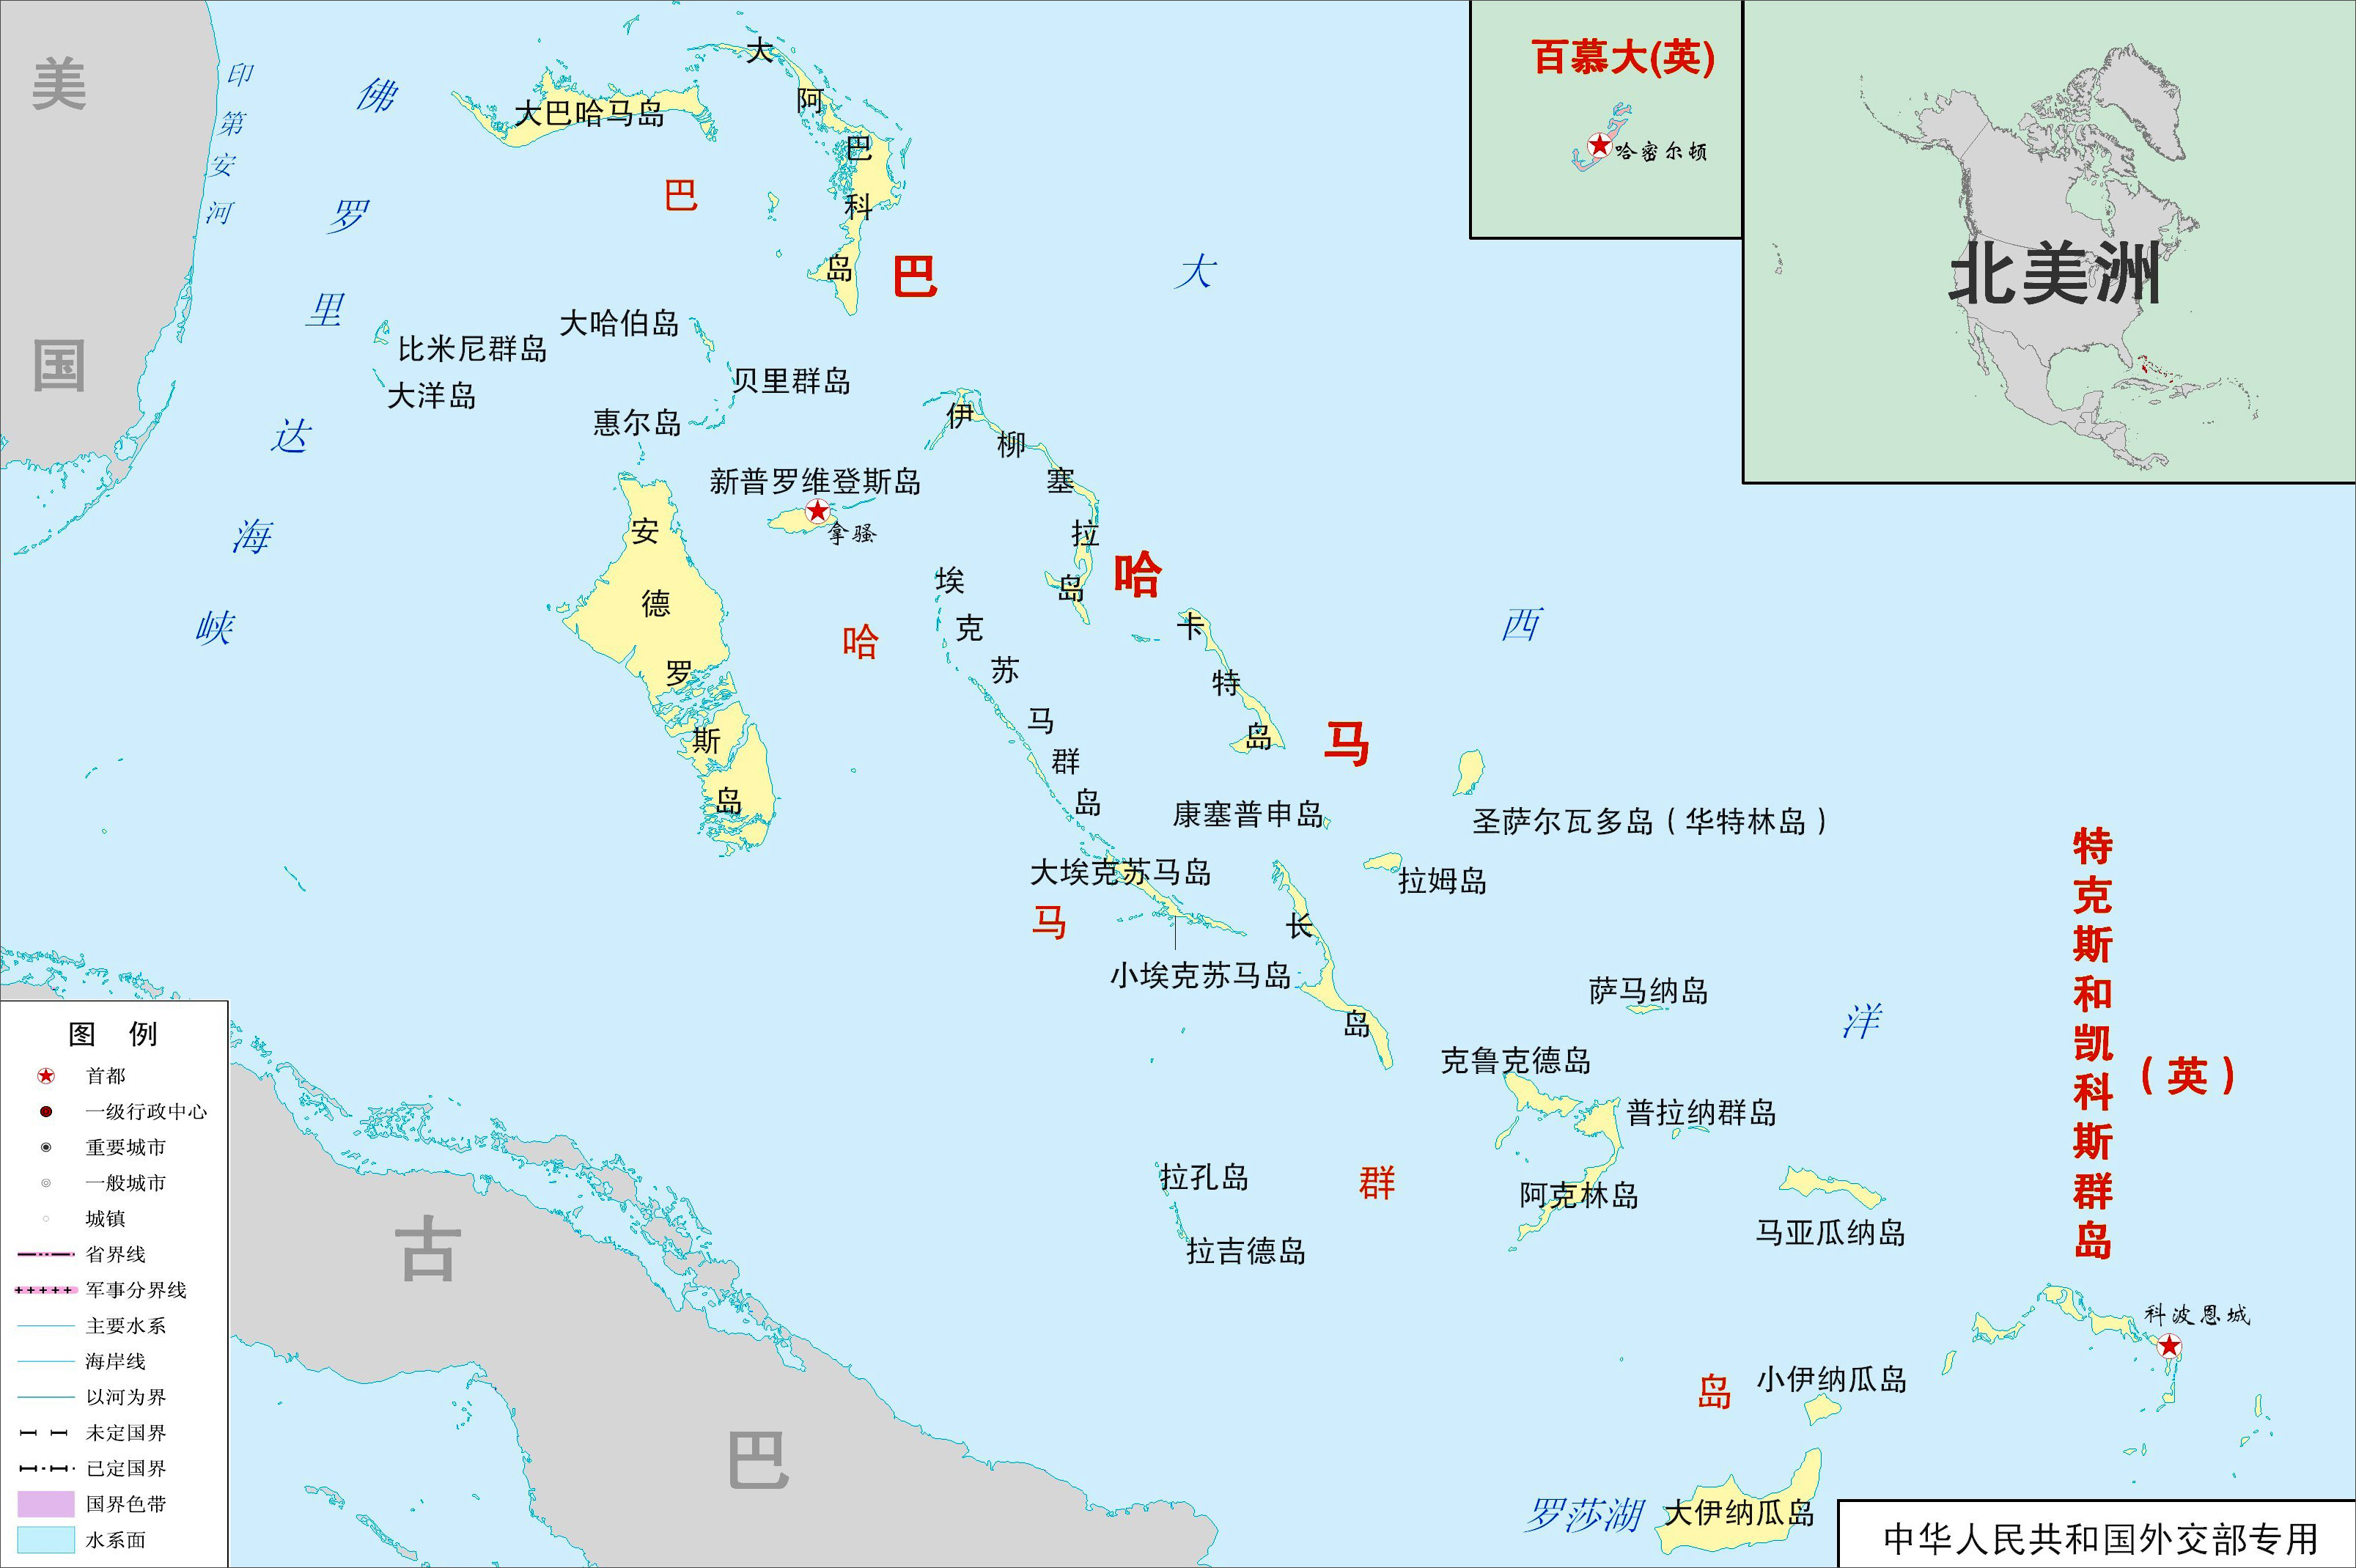 美国
印第安河
佛罗里达海峡
大巴哈马岛
大阿巴科岛
巴哈马群岛
巴哈马
大西洋
比米尼群岛
大洋岛
大哈伯岛
贝里群岛
惠尔岛
新普罗维登斯岛
拿骚
安德罗斯岛
伊柳塞拉岛
埃克苏马群岛
卡特岛
康塞普申岛
圣萨尔瓦多岛（华特林岛）
大埃克苏马岛
拉姆岛
小埃克苏马岛
长岛
萨马纳岛
克鲁克德岛
普拉纳群岛
拉孔岛
阿克林岛
拉吉德岛
马亚瓜纳岛
小伊纳瓜岛
罗莎湖
大伊纳瓜岛
特克斯和凯科斯群岛
（英）
科波恩城
古巴
百慕大(英)
哈密尔顿
北美洲
图 例
首都
一级行政中心
重要城市
一般城市
城镇
省界线
军事分界线
主要水系
海岸线
以河为界
未定国界
已定国界
国界色带
水系面
中华人民共和国外交部专用